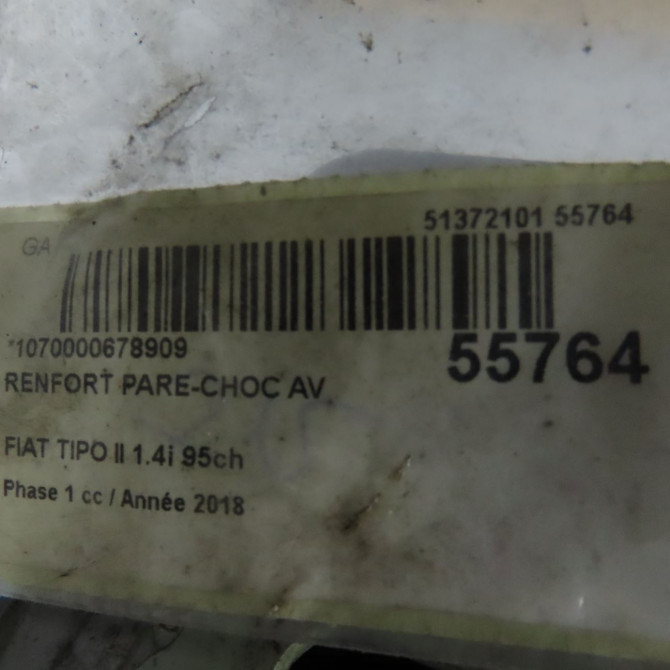 51372101 55764
GA
*1070000678909
55764
RENFORT PARE-CHOC AV
FIAT TIPO II 1.4i 95ch
Phase 1 cc / Année 2018